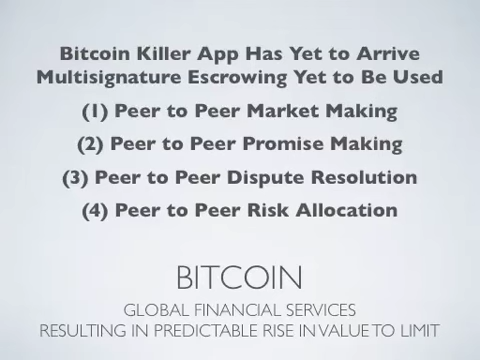 Bitcoin Killer App Has Yet to Arrive
Multisignature Escrowing Yet to Be Used
(1) Peer to Peer Market Making
(2) Peer to Peer Promise Making
(3) Peer to Peer Dispute Resolution
(4) Peer to Peer Risk Allocation
BITCOIN
GLOBAL FINANCIAL SERVICES
RESULTING IN PREDICTABLE RISE IN VALUE TO LIMIT